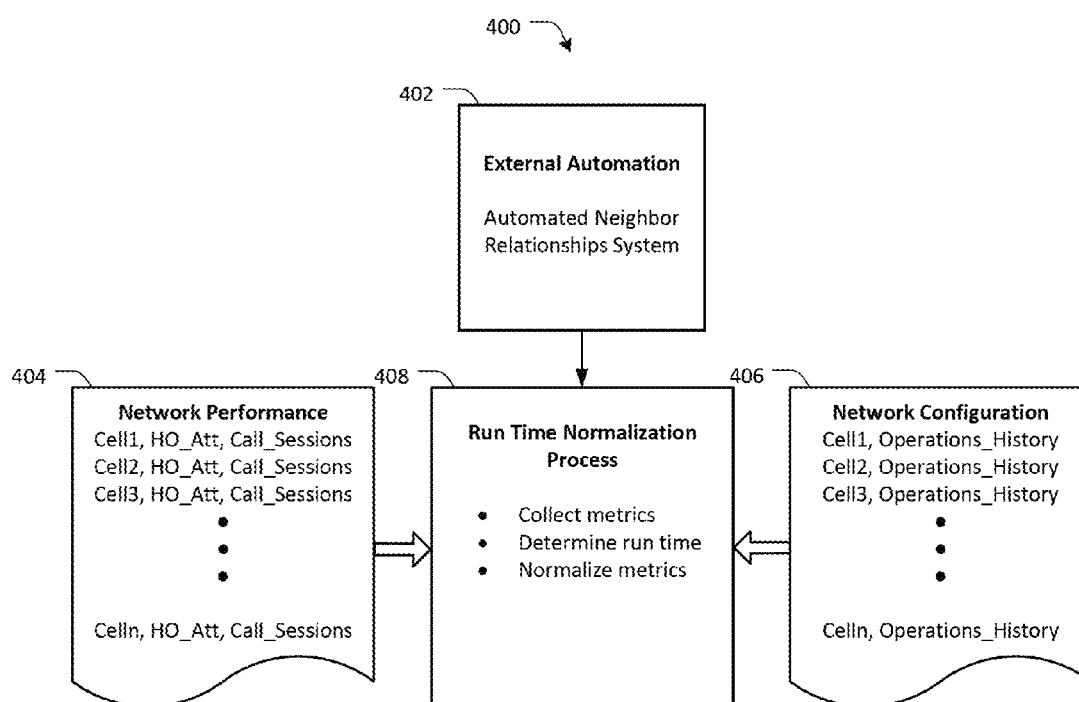 400
402
External Automation
Automated Neighbor
Relationships System
404
Network Performance
Cell1, HO_Att, Call_Sessions
Cell2, HO_Att, Call_Sessions
Cell3, HO_Att, Call_Sessions
Celln, HO_Att, Call_Sessions
408
Run Time Normalization
Process
• Collect metrics
• Determine run time
• Normalize metrics
406
Network Configuration
Cell1, Operations_History
Cell2, Operations_History
Cell3, Operations_History
Celln, Operations_History